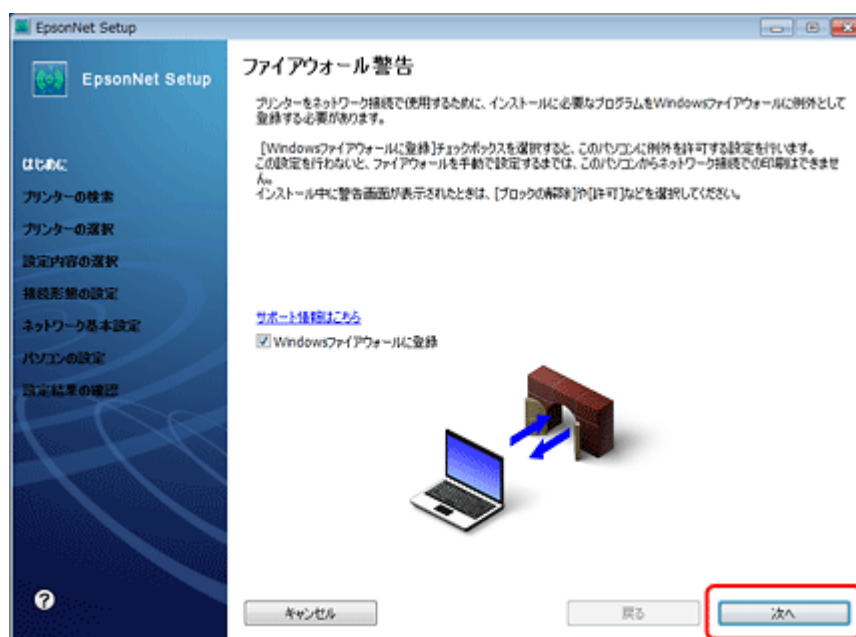 EpsonNet Setup
EpsonNet Setup
はじめに
プリンターの検索
プリンターの選択
設定内容の選択
接続形態の設定
ネットワーク基本設定
パソコンの設定
設定結果の確認
ファイアウォール警告
プリンターをネットワーク接続で使用するために、インストールに必要なプログラムをWindowsファイアウォールに例外として
登録する必要があります。
[Windowsファイアウォールに登録]チェックボックスを選択すると、このパソコンに例外を許可する設定を行います。
この設定を行わないと、ファイアウォールを手動で設定するまでは、このパソコンからネットワーク接続での印刷はできませ
ん。
インストール中に警告画面が表示されたときは、[ブロックの解除]や[許可]などを選択してください。
サポート情報はこちら
Windowsファイアウォールに登録
?
キャンセル
戻る
次へ